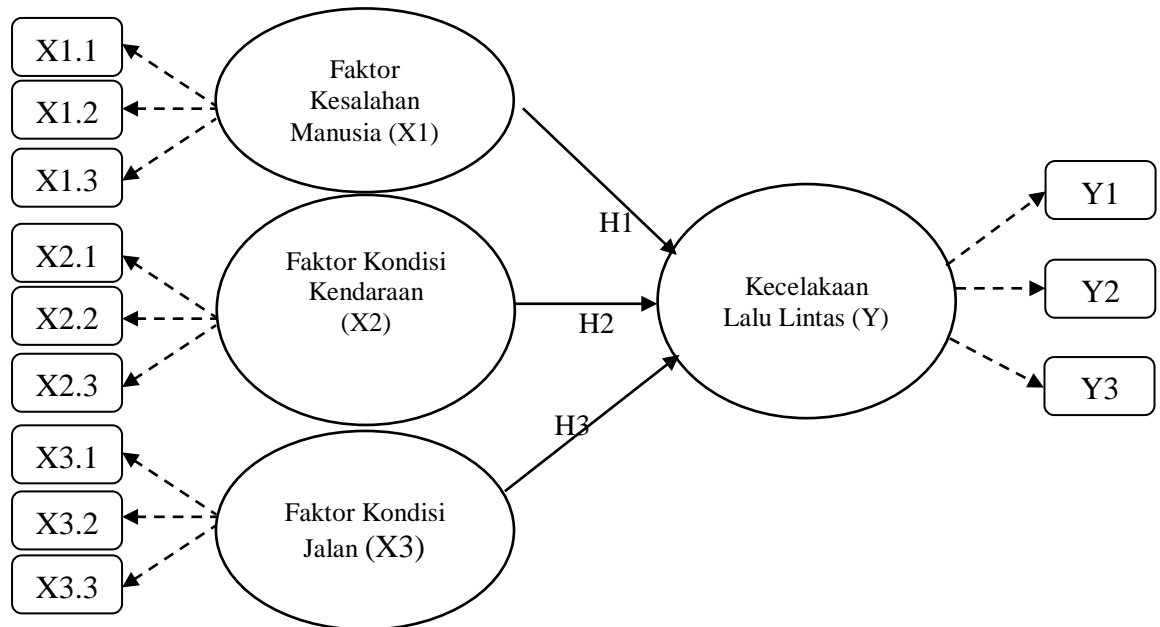 X1.1
X1.2
X1.3
Faktor
Kesalahan
Manusia (X1)
H1
X2.1
X2.2
X2.3
Faktor Kondisi
Kendaraan
(X2)
H2
Kecelakaan
Lalu Lintas (Y)
Y1
Y2
Y3
X3.1
X3.2
X3.3
Faktor Kondisi
Jalan (X3)
H3